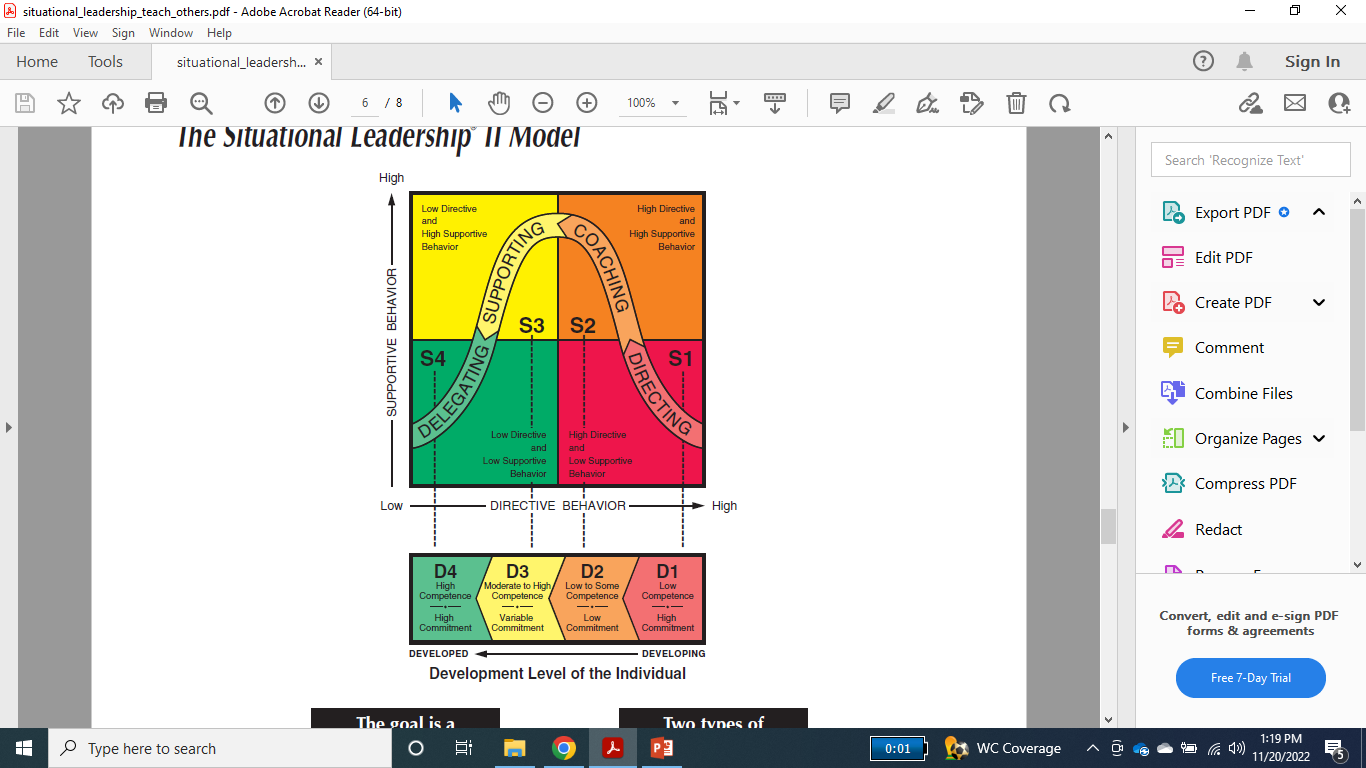 situational_leadership_teach_others.pdf - Adobe Acrobat Reader (64-bit)
File Edit View Sign Window Help
Home Tools situational_leadersh... ×
? Sign In
6 / 8 100%
The Situational Leadership® II Model
High
SUPPORTIVE BEHAVIOR
Low Directive
and
High Supportive
Behavior
High Directive
and
High Supportive
Behavior
SUPPORTING
COACHING
S3
S2
S4
S1
DELEGATING
DIRECTING
Low Directive
and
Low Supportive
Behavior
High Directive
and
Low Supportive
Behavior
Low DIRECTIVE BEHAVIOR High
D4
High
Competence
High
Commitment
D3
Moderate to High
Competence
Variable
Commitment
D2
Low to Some
Competence
Low
Commitment
D1
Low
Competence
High
Commitment
DEVELOPED DEVELOPING
Development Level of the Individual
The goal is a
Two types of
Search 'Recognize Text'
Export PDF
Edit PDF
Create PDF
Comment
Combine Files
Organize Pages
Compress PDF
Redact
Convert, edit and e-sign PDF
forms & agreements
Free 7-Day Trial
Type here to search
0:01
WC Coverage
1:19 PM
11/20/2022
5